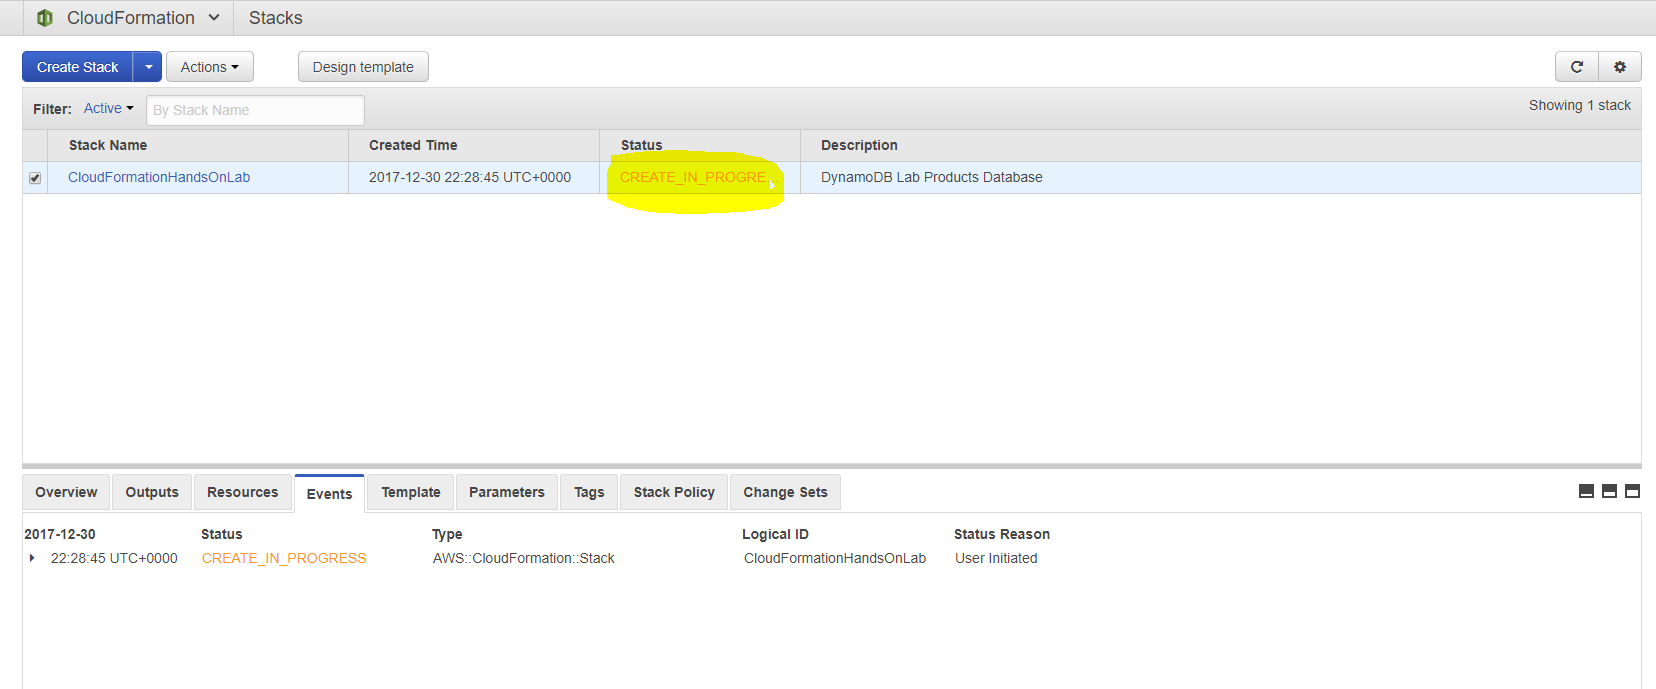 CloudFormation Stacks
Create Stack Actions Design template
Filter: Active By Stack Name Showing 1 stack
Stack Name Created Time Status Description
CloudFormationHandsOnLab 2017-12-30 22:28:45 UTC+0000 CREATE_IN_PROGRE... DynamoDB Lab Products Database
Overview Outputs Resources Events Template Parameters Tags Stack Policy Change Sets
2017-12-30 Status Type Logical ID Status Reason
22:28:45 UTC+0000 CREATE_IN_PROGRESS AWS::CloudFormation::Stack CloudFormationHandsOnLab User Initiated